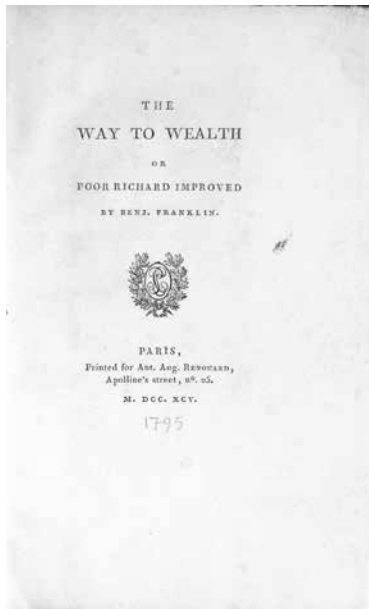 THE
WAY TO WEALTH
OR
POOR RICHARD IMPROVED
BY BENJ. FRANKLIN.
PARIS,
Printed for Ant. Aug. RENOUARD,
Apolline's street, nº. 25.
M. DCC. XCV.
1795